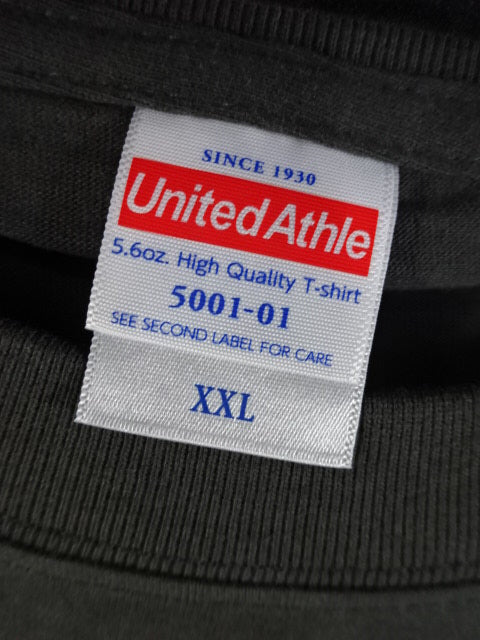 SINCE 1930
United Athle
5.6oz. High Quality T-shirt
5001-01
SEE SECOND LABEL FOR CARE
XXL